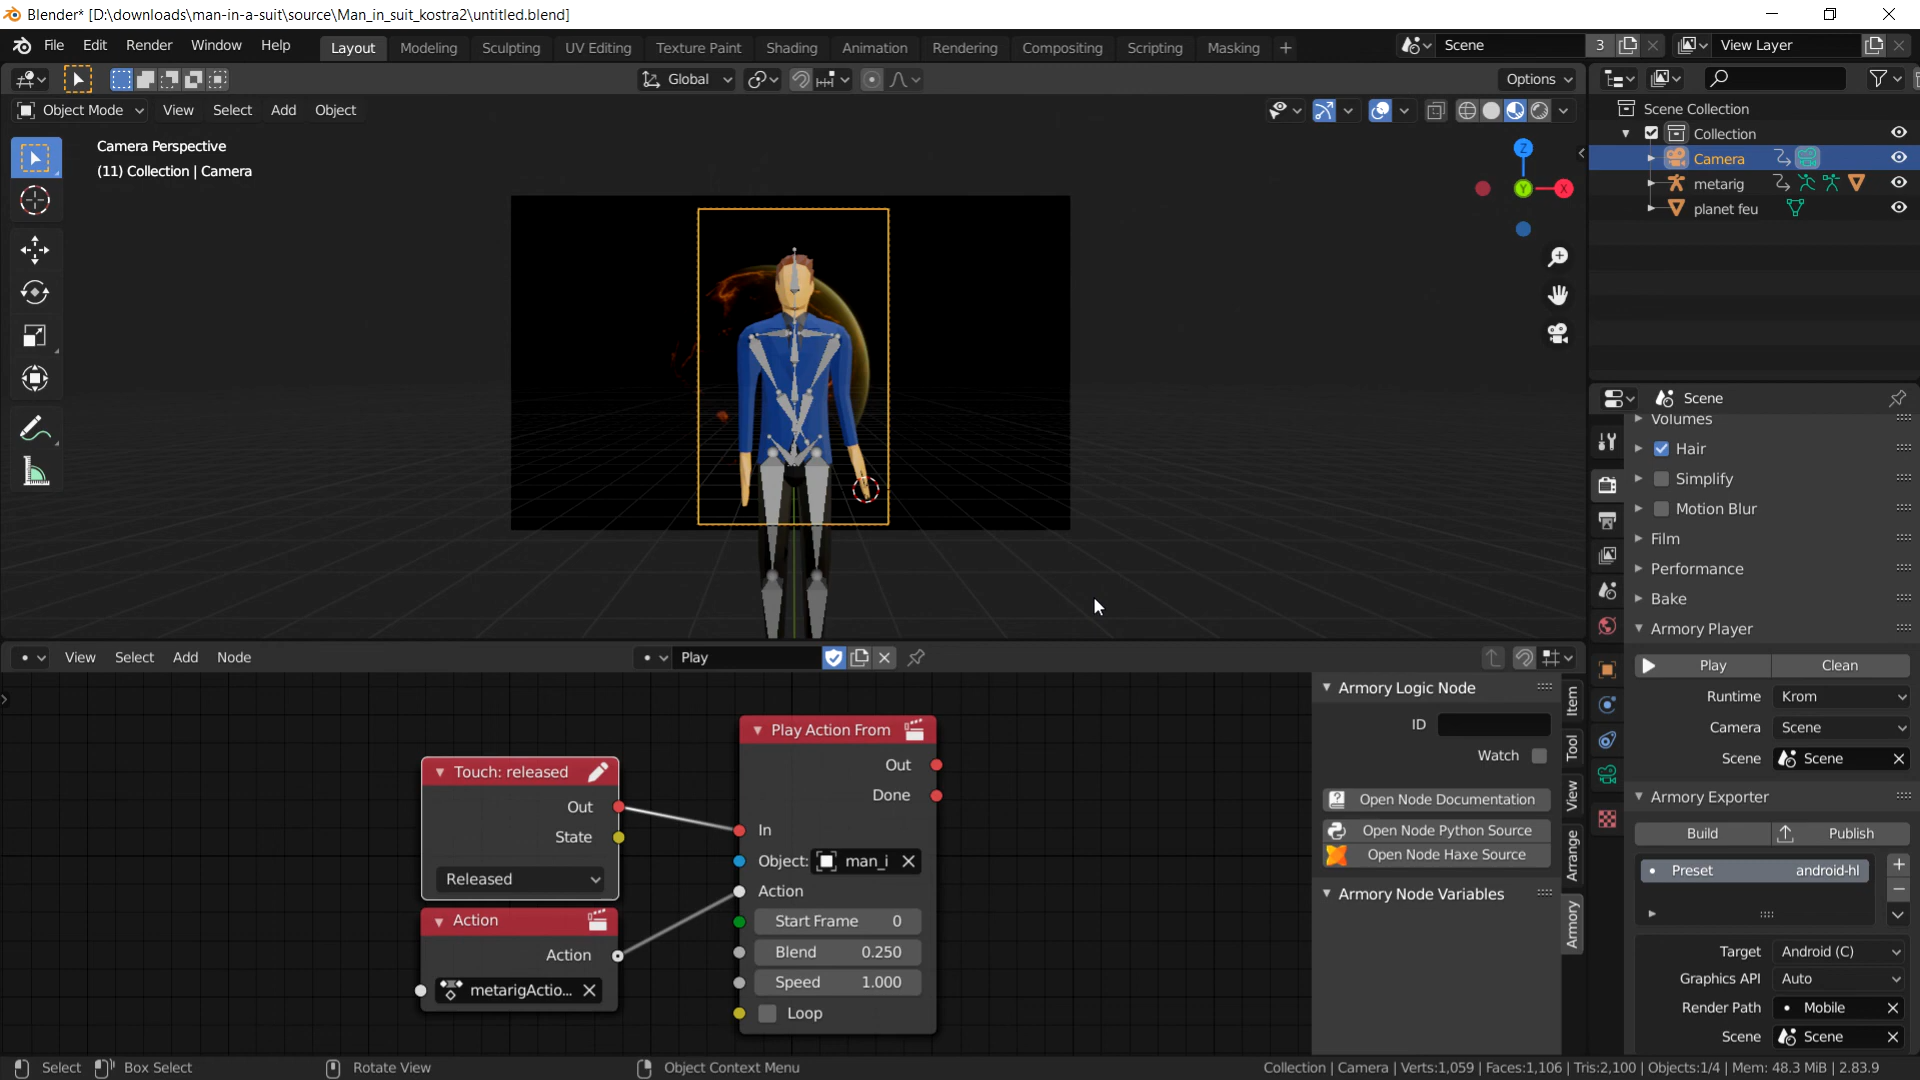 Blender* [D:\downloads\man-in-a-suit\source\Man_in_suit_kostra2\untitled.blend]
File Edit Render Window Help Layout Modeling Sculpting UV Editing Texture Paint Shading Animation Rendering Compositing Scripting Masking + Scene 3 View Layer
Global Options
Object Mode View Select Add Object
Camera Perspective
(11) Collection | Camera
Z
Y X
Scene Collection
Collection
Camera
metarig
planet feu
Scene
Volumes
Hair
Simplify
Motion Blur
Film
Performance
Bake
Armory Player
Play Clean
Runtime Krom
Camera Scene
Scene Scene
Armory Exporter
Build Publish
Preset android-hl
Target Android (C)
Graphics API Auto
Render Path Mobile
Scene Scene
View Select Add Node Play
Touch: released
Out
State
Released
Action
Action
metarigActio...
Play Action From
Out
Done
In
Object: man_i
Action
Start Frame 0
Blend 0.250
Speed 1.000
Loop
Armory Logic Node
ID
Watch
Open Node Documentation
Open Node Python Source
Open Node Haxe Source
Armory Node Variables
Item
Tool
View
Arrange
Armory
Select Box Select Rotate View Object Context Menu Collection | Camera | Verts:1,059 | Faces:1,106 | Tris:2,100 | Objects:1/4 | Mem: 48.3 MiB | 2.83.9